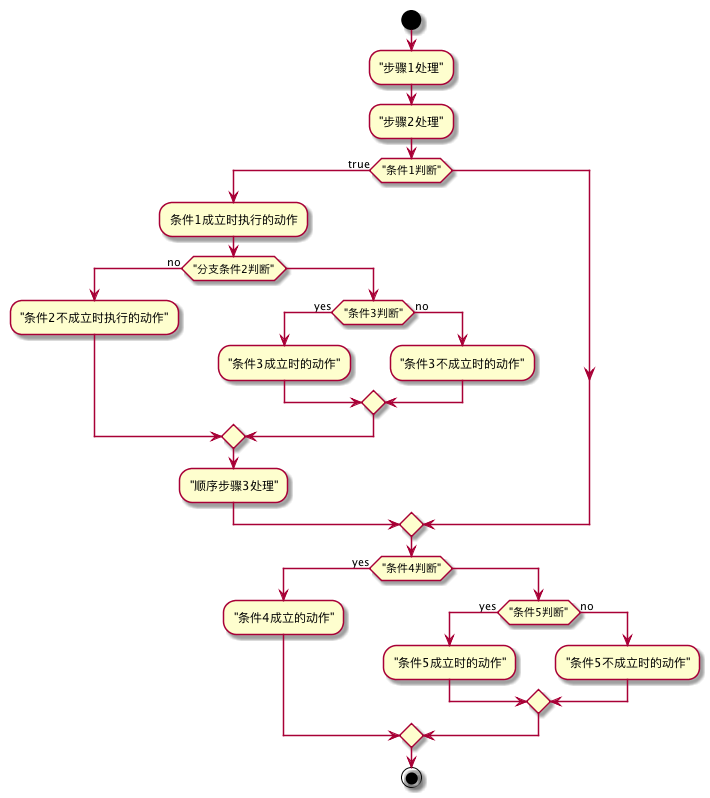 "步骤1处理"
"步骤2处理"
true
"条件1判断"
条件1成立时执行的动作
no
"分支条件2判断"
"条件2不成立时执行的动作"
yes
"条件3判断"
no
"条件3成立时的动作"
"条件3不成立时的动作"
"顺序步骤3处理"
yes
"条件4判断"
"条件4成立的动作"
yes
"条件5判断"
no
"条件5成立时的动作"
"条件5不成立时的动作"